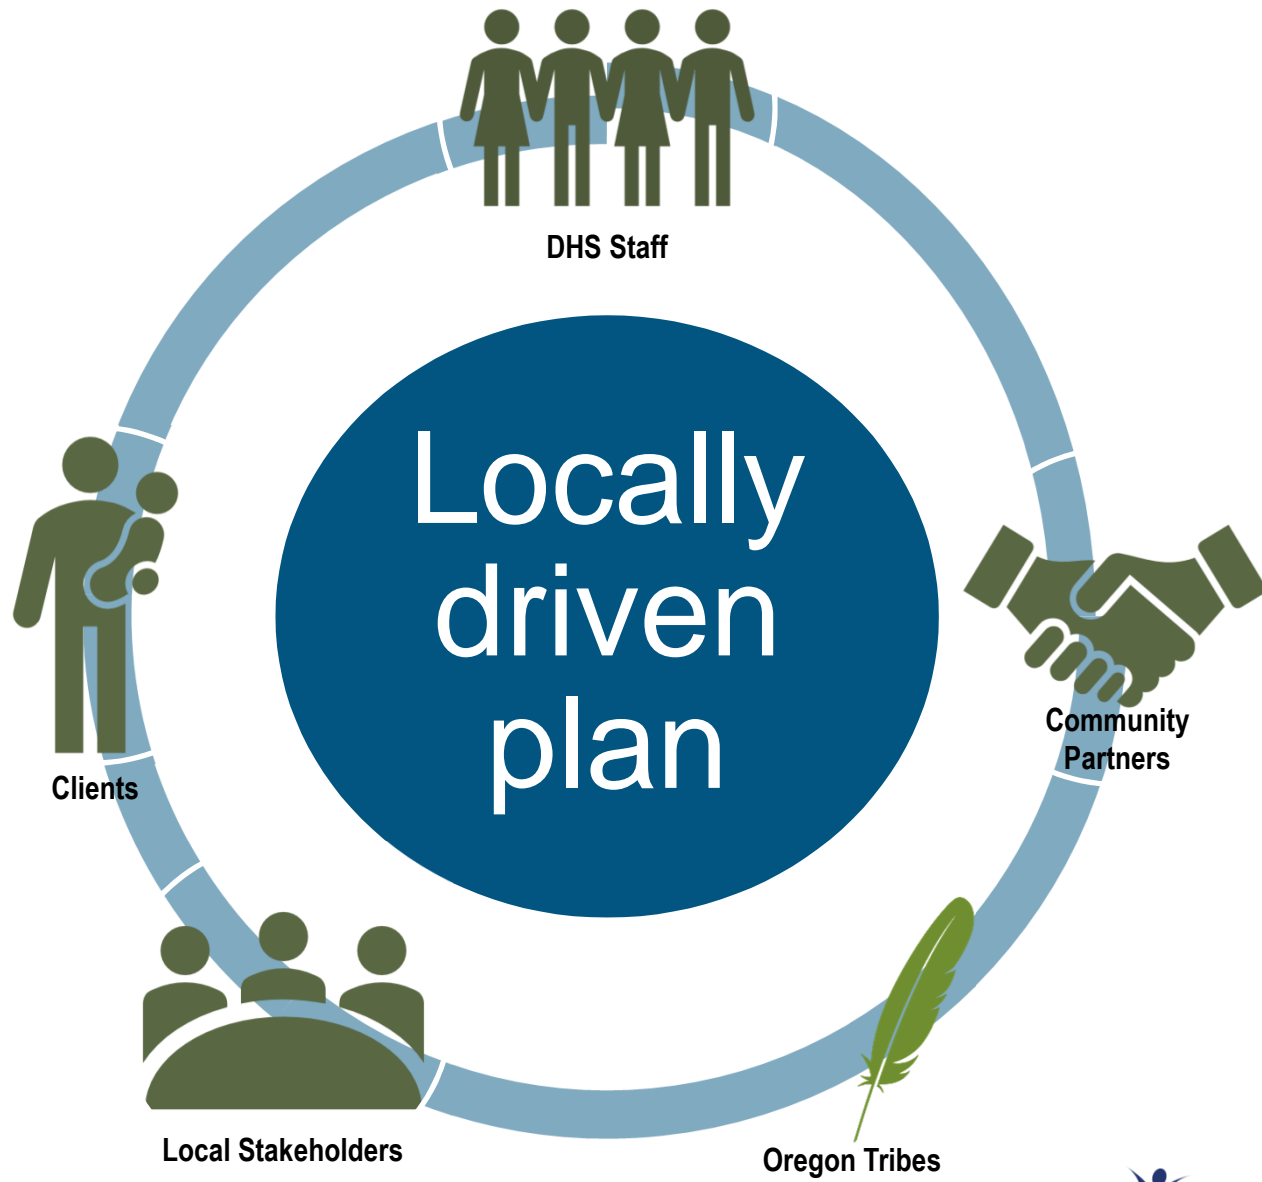 DHS Staff
Locally
driven
plan
Community
Partners
Clients
Local Stakeholders
Oregon Tribes